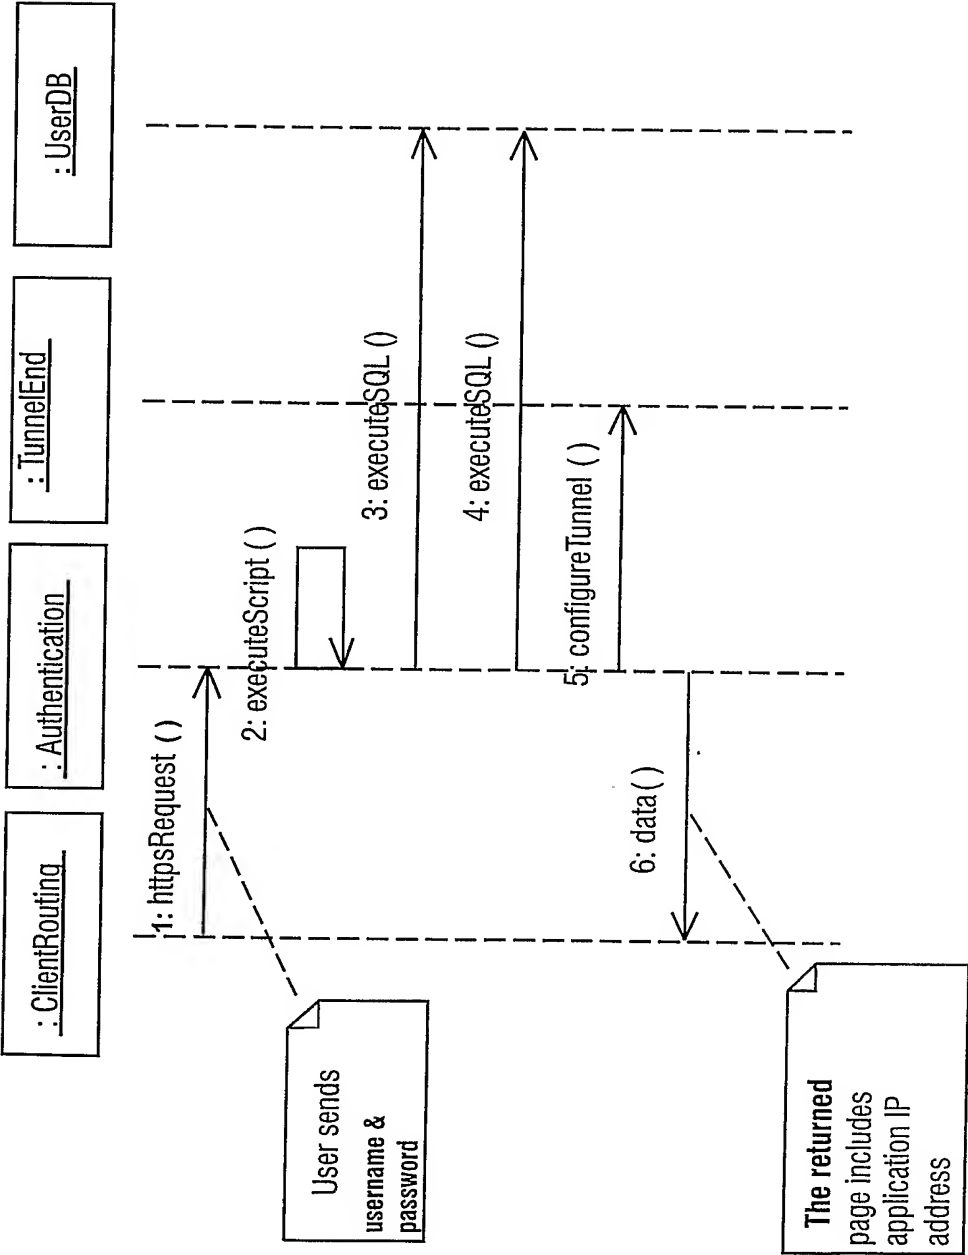 : ClientRouting
: Authentication
: TunnelEnd
: UserDB
1: httpsRequest ( )
2: executeScript ( )
3: executeSQL ( )
4: executeSQL ( )
5: configureTunnel ( )
6: data ( )
User sends
username &
password
The returned
page includes
application IP
address